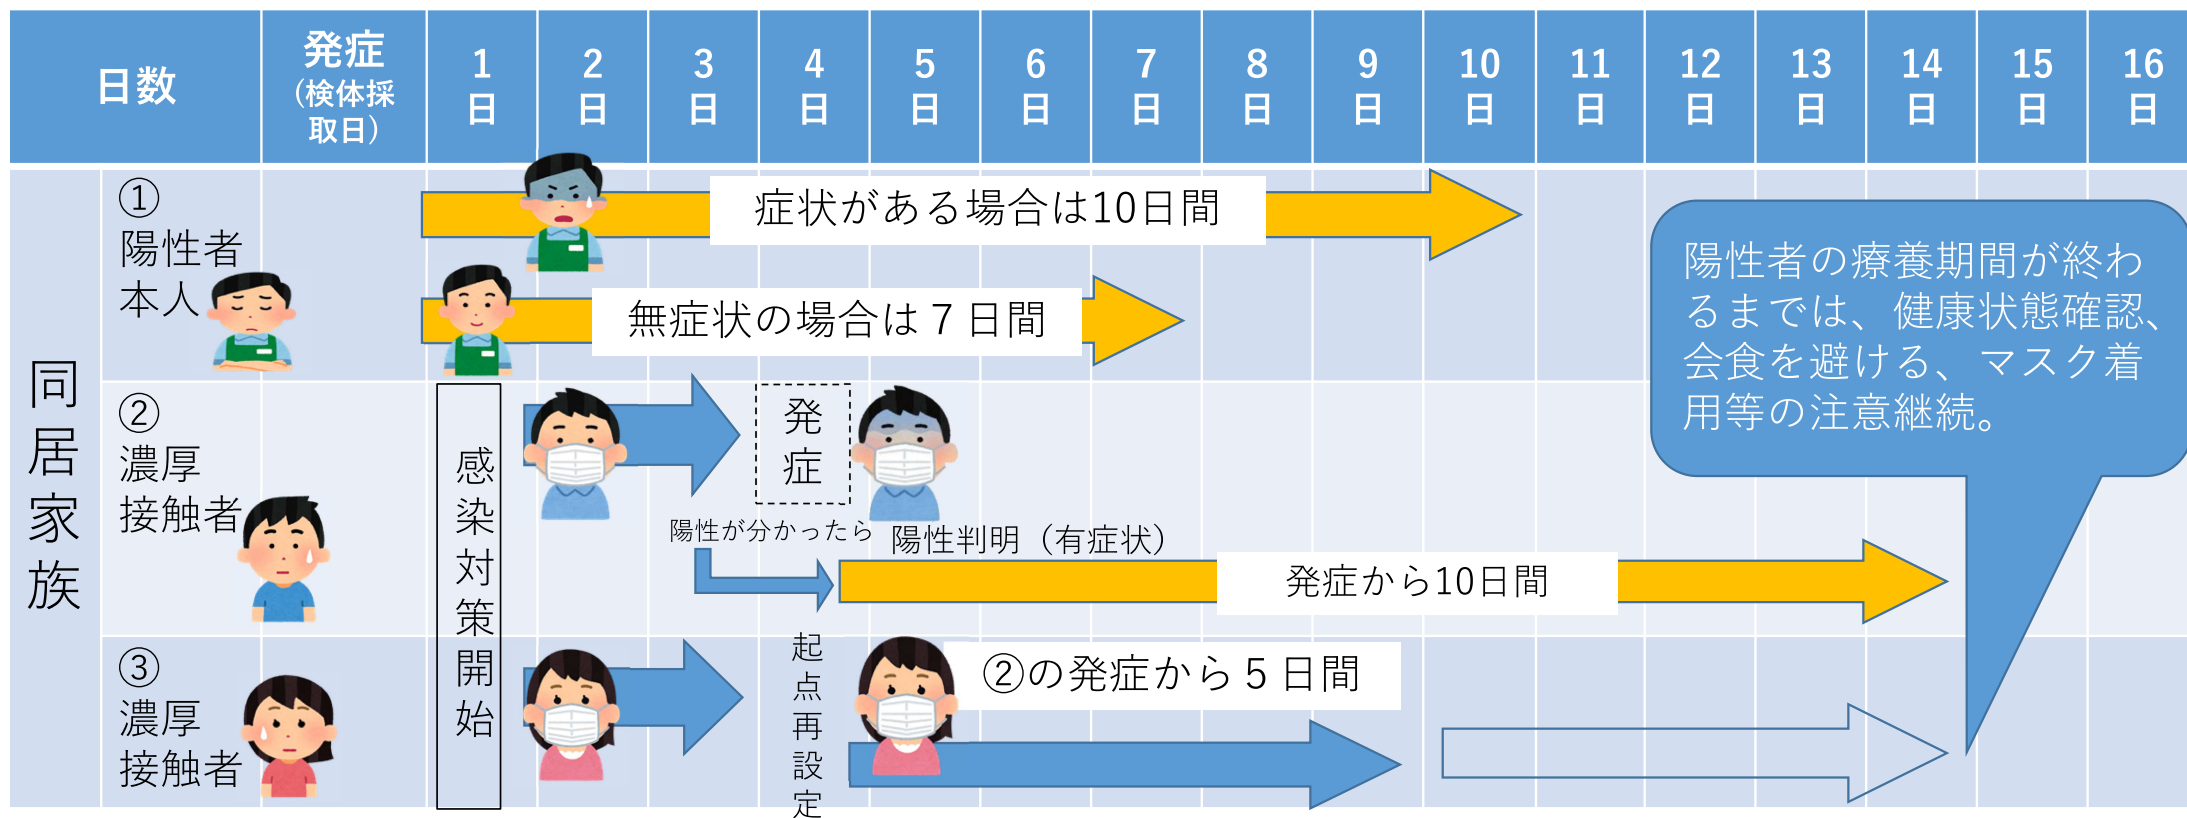 日数
発症
(検体採
取日)
1
日
2
日
3
日
4
日
5
日
6
日
7
日
8
日
9
日
10
日
11
日
12
日
13
日
14
日
15
日
16
日
同居家族
①
陽性者
本人
症状がある場合は10日間
無症状の場合は７日間
陽性者の療養期間が終わ
るまでは、健康状態確認、
会食を避ける、マスク着
用等の注意継続。
②
濃厚
接触者
感染対策開始
発症
陽性が分かったら
陽性判明（有症状）
発症から10日間
③
濃厚
接触者
起点再設定
②の発症から５日間